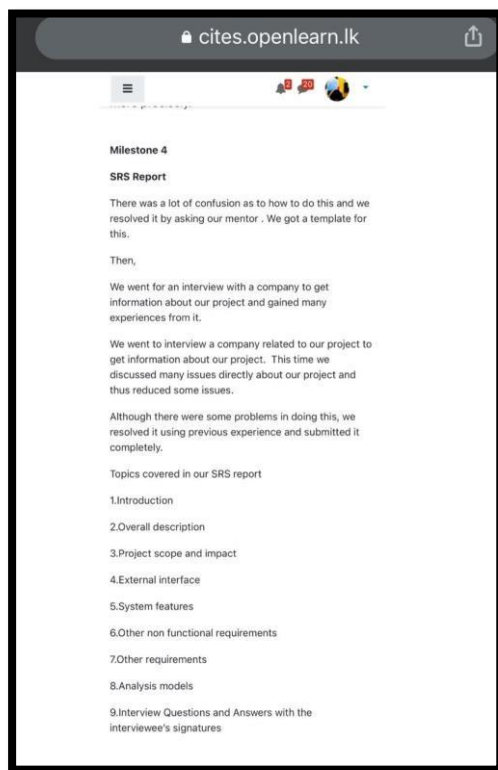 cites.openlearn.lk
2
20
more precisely.
Milestone 4
SRS Report
There was a lot of confusion as to how to do this and we
resolved it by asking our mentor . We got a template for
this.
Then,
We went for an interview with a company to get
information about our project and gained many
experiences from it.
We went to interview a company related to our project to
get information about our project.  This time we
discussed many issues directly about our project and
thus reduced some issues.
Although there were some problems in doing this, we
resolved it using previous experience and submitted it
completely.
Topics covered in our SRS report
1.Introduction
2.Overall description
3.Project scope and impact
4.External interface
5.System features
6.Other non functional requirements
7.Other requirements
8.Analysis models
9.Interview Questions and Answers with the
interviewee's signatures